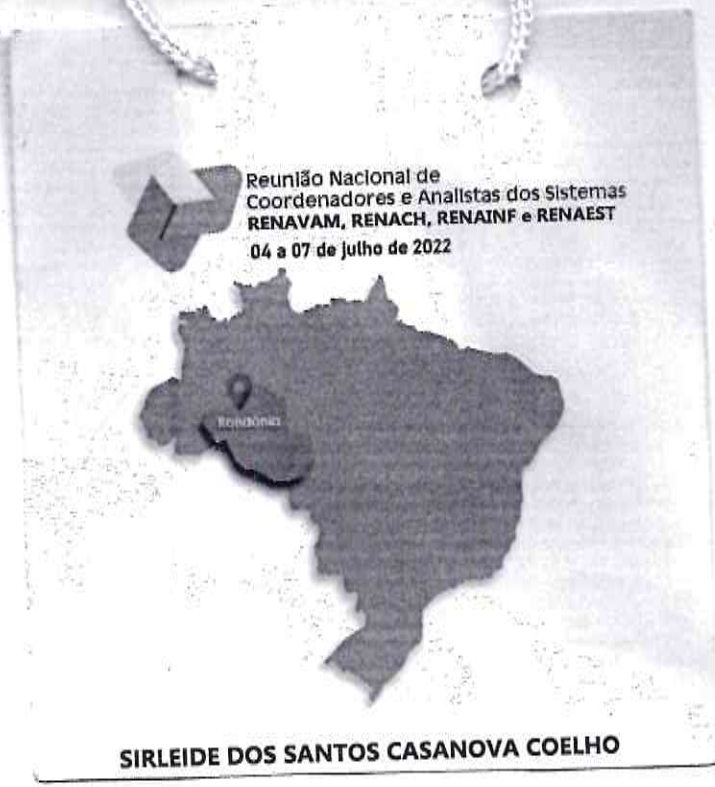 Reunião Nacional de
Coordenadores e Analistas dos Sistemas
RENAVAM, RENACH, RENAINF e RENAEST
04 a 07 de julho de 2022
Rondônia
SIRLEIDE DOS SANTOS CASANOVA COELHO